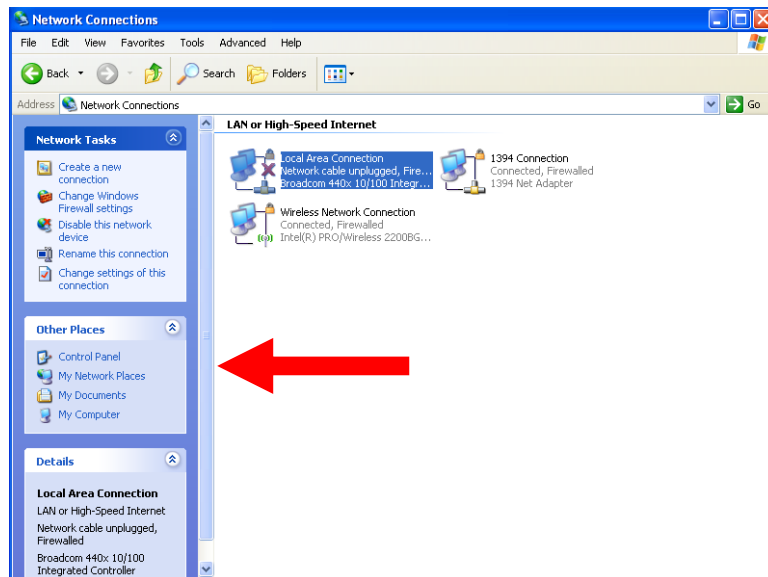 Network Connections
File Edit View Favorites Tools Advanced Help
Back Search Folders
Address Network Connections Go
Network Tasks
Create a new
connection
Change Windows
Firewall settings
Disable this network
device
Rename this connection
Change settings of this
connection
Other Places
Control Panel
My Network Places
My Documents
My Computer
Details
Local Area Connection
LAN or High-Speed Internet
Network cable unplugged,
Firewalled
Broadcom 440x 10/100
Integrated Controller
LAN or High-Speed Internet
Local Area Connection
Network cable unplugged, Fire...
Broadcom 440x 10/100 Integr...
1394 Connection
Connected, Firewalled
1394 Net Adapter
Wireless Network Connection
Connected, Firewalled
Intel(R) PRO/Wireless 2200BG...